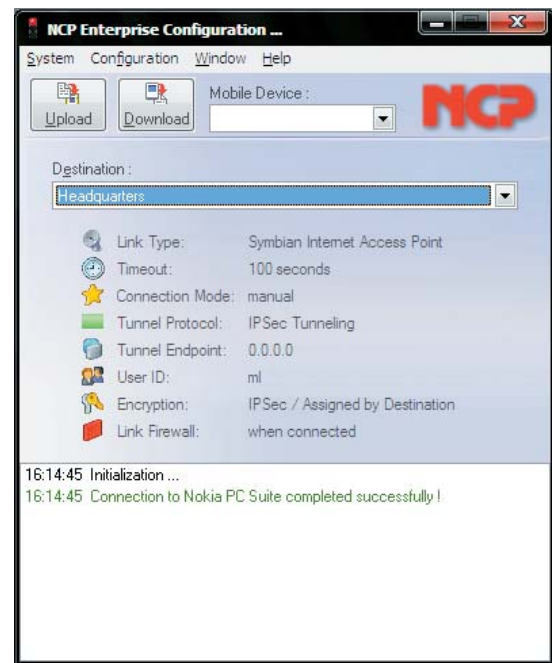 NCP Enterprise Configuration ...
System Configuration Window Help
Upload Download Mobile Device : NCP
Destination :
Headquarters
Link Type: Symbian Internet Access Point
Timeout: 100 seconds
Connection Mode: manual
Tunnel Protocol: IPSec Tunneling
Tunnel Endpoint: 0.0.0.0
User ID: ml
Encryption: IPSec / Assigned by Destination
Link Firewall: when connected
16:14:45 Initialization ...
16:14:45 Connection to Nokia PC Suite completed successfully !